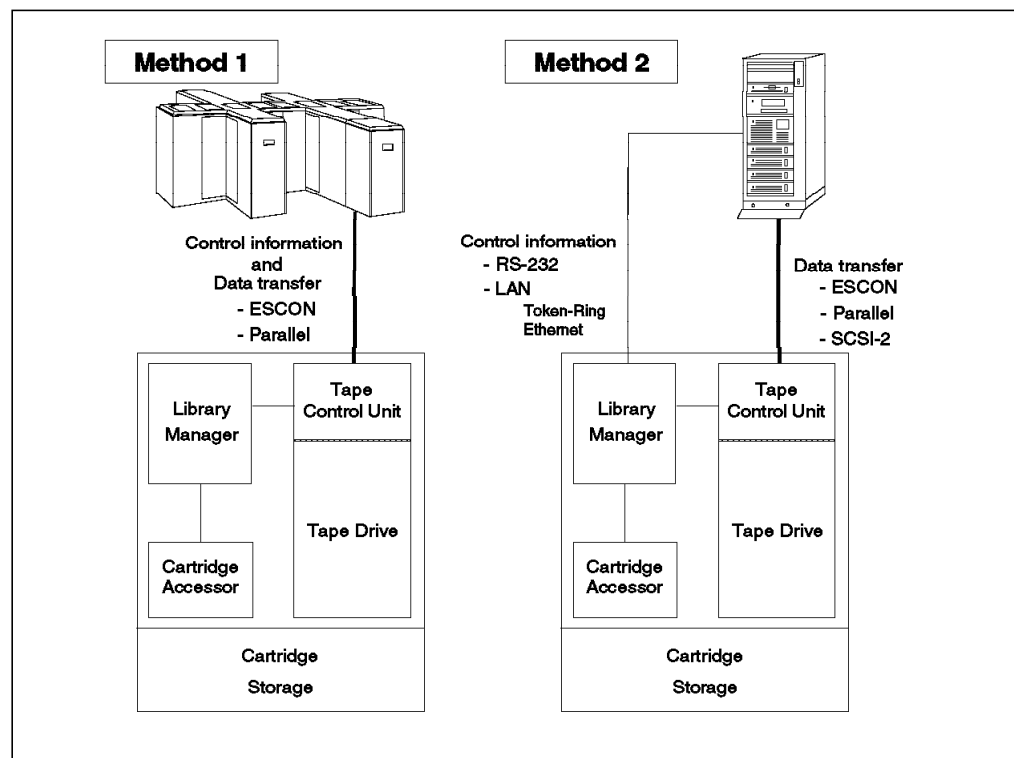 Method 1
Control information
and
Data transfer
- ESCON
- Parallel
Library
Manager
Tape
Control Unit
Tape Drive
Cartridge
Accessor
Cartridge
Storage
Method 2
Control information
- RS-232
- LAN
Token-Ring
Ethernet
Data transfer
- ESCON
- Parallel
- SCSI-2
Library
Manager
Tape
Control Unit
Tape Drive
Cartridge
Accessor
Cartridge
Storage